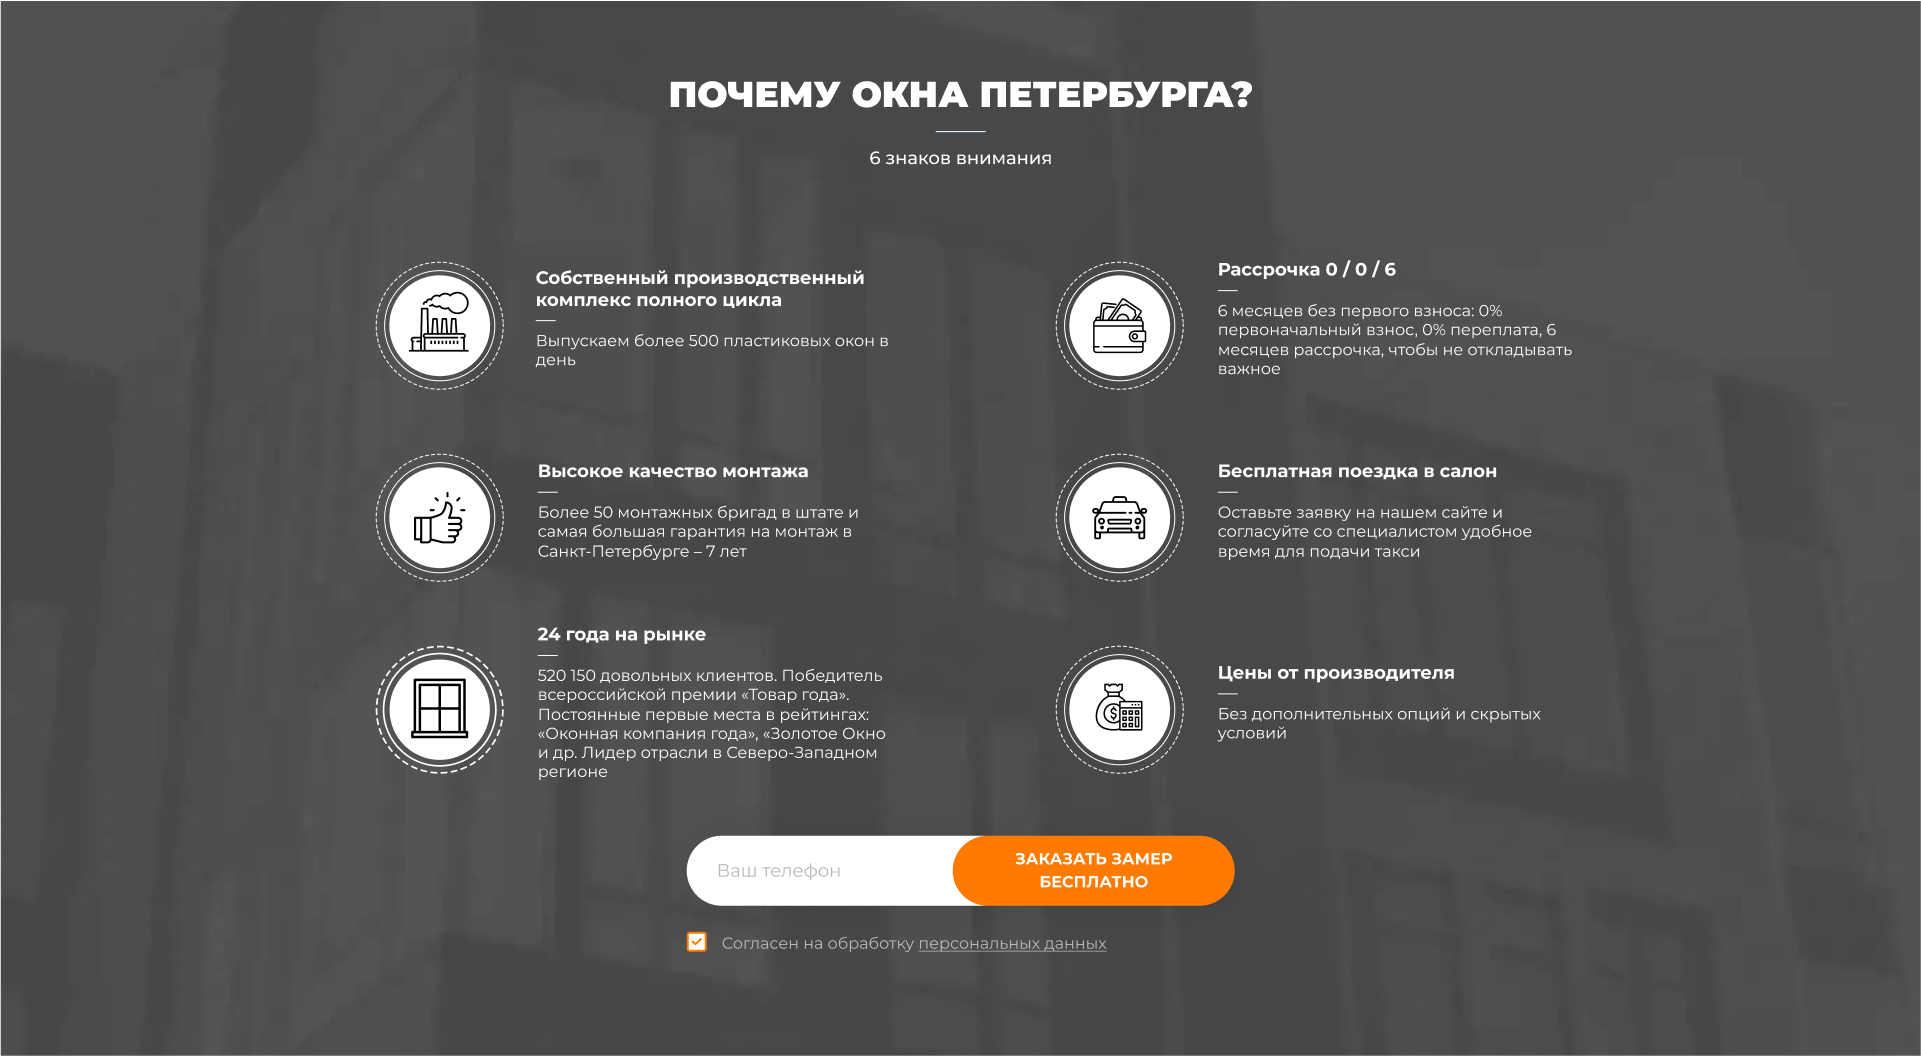 ПОЧЕМУ ОКНА ПЕТЕРБУРГА?
6 знаков внимания
Собственный производственный
комплекс полного цикла
Выпускаем более 500 пластиковых окон в
день
Рассрочка 0 / 0 / 6
6 месяцев без первого взноса: 0%
первоначальный взнос, 0% переплата, 6
месяцев рассрочка, чтобы не откладывать
важное
Высокое качество монтажа
Более 50 монтажных бригад в штате и
самая большая гарантия на монтаж в
Санкт-Петербурге – 7 лет
Бесплатная поездка в салон
Оставьте заявку на нашем сайте и
согласуйте со специалистом удобное
время для подачи такси
24 года на рынке
520 150 довольных клиентов. Победитель
всероссийской премии «Товар года».
Постоянные первые места в рейтингах:
«Оконная компания года», «Золотое Окно
и др. Лидер отрасли в Северо-Западном
регионе
Цены от производителя
Без дополнительных опций и скрытых
условий
Ваш телефон
ЗАКАЗАТЬ ЗАМЕР
БЕСПЛАТНО
Согласен на обработку персональных данных